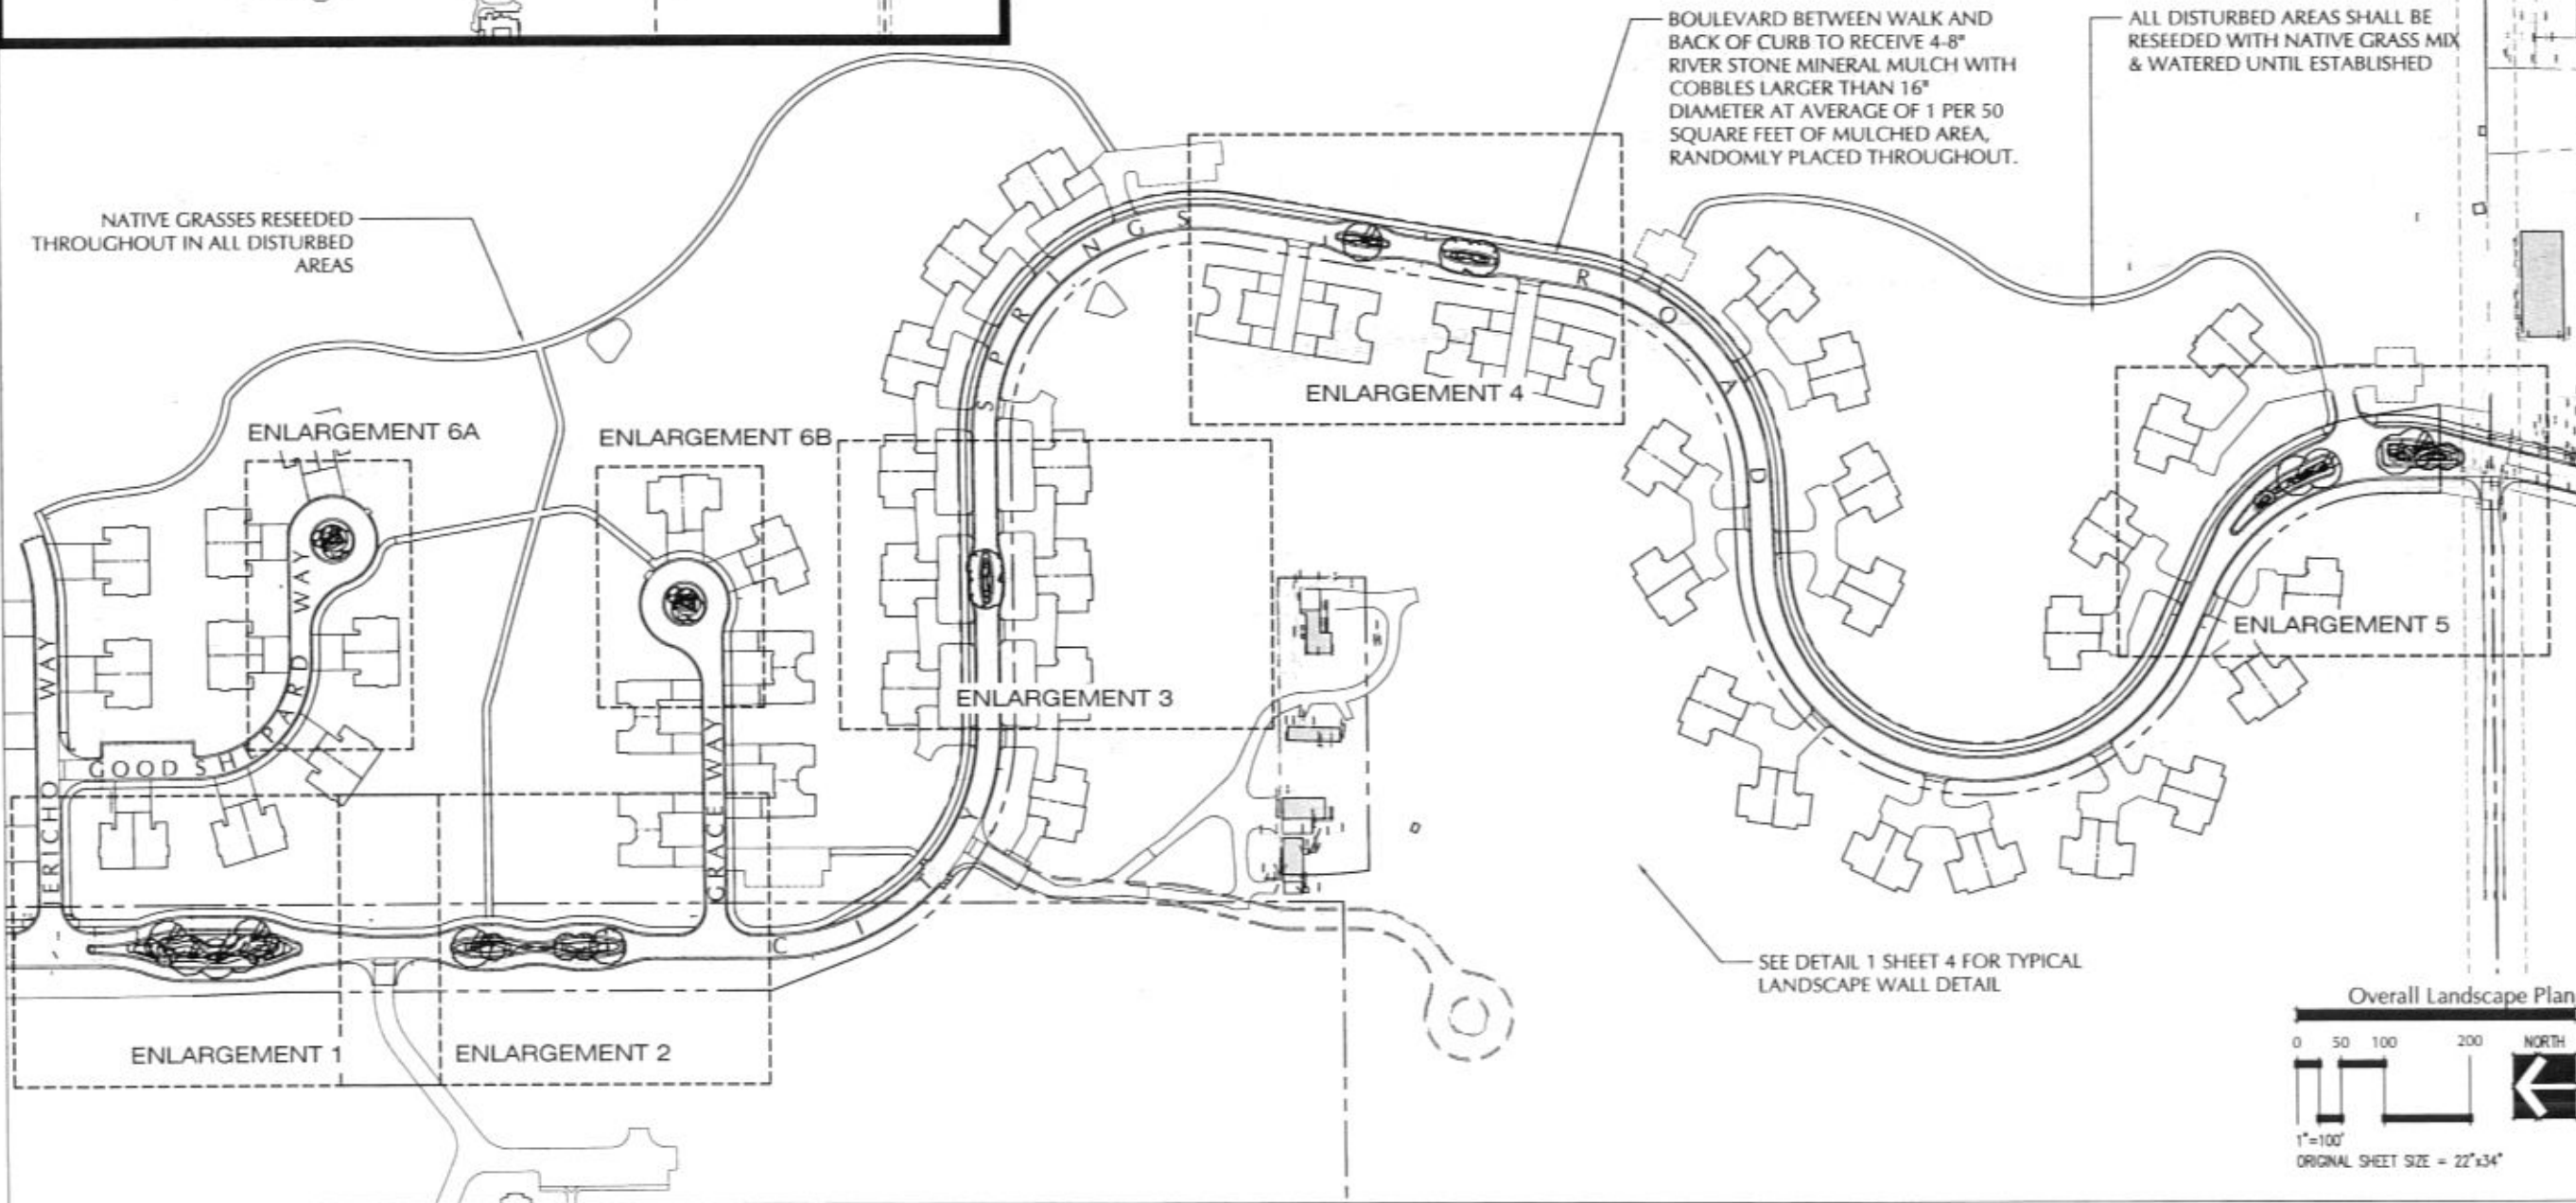 BOULEVARD BETWEEN WALK AND
BACK OF CURB TO RECEIVE 4-8"
RIVER STONE MINERAL MULCH WITH
COBBLES LARGER THAN 16"
DIAMETER AT AVERAGE OF 1 PER 50
SQUARE FEET OF MULCHED AREA,
RANDOMLY PLACED THROUGHOUT.
ALL DISTURBED AREAS SHALL BE
RESEEDED WITH NATIVE GRASS MIX
& WATERED UNTIL ESTABLISHED
NATIVE GRASSES RESEEDED
THROUGHOUT IN ALL DISTURBED
AREAS
ENLARGEMENT 6A
ENLARGEMENT 6B
ENLARGEMENT 4
ENLARGEMENT 3
ENLARGEMENT 5
JERICHO WAY
GOOD SHEPARD WAY
GRACE WAY
CI SPRINGS ROAD
ENLARGEMENT 1
ENLARGEMENT 2
SEE DETAIL 1 SHEET 4 FOR TYPICAL
LANDSCAPE WALL DETAIL
Overall Landscape Plan
0 50 100 200 NORTH
1"=100'
ORIGINAL SHEET SIZE = 22"x34"